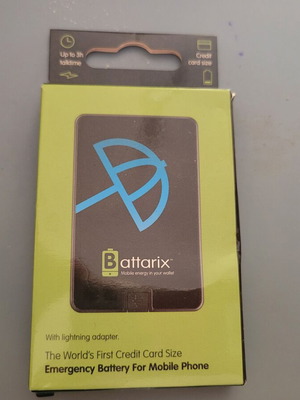 Up to 3h
talktime
Credit
card size
Battarix™
Mobile energy in your wallet
With lightning adapter.
The World's First Credit Card Size
Emergency Battery For Mobile Phone